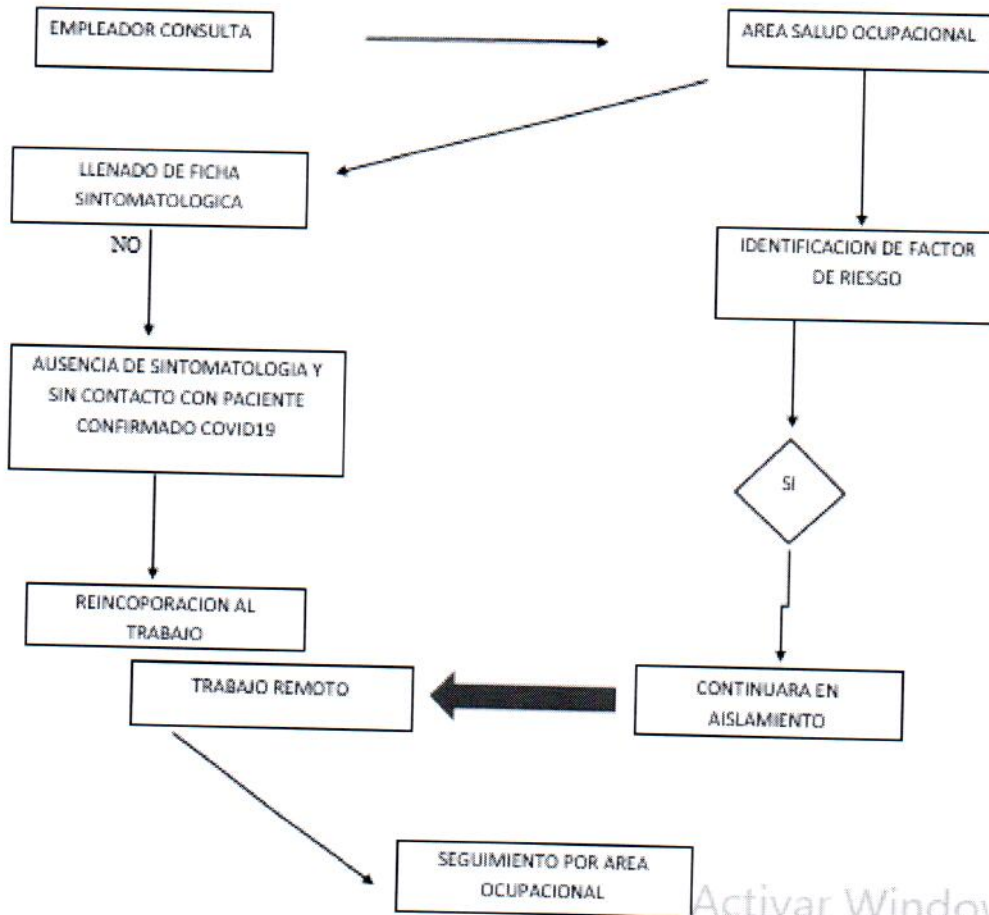 EMPLEADOR CONSULTA
AREA SALUD OCUPACIONAL
LLENADO DE FICHA
SINTOMATOLOGICA
NO
IDENTIFICACION DE FACTOR
DE RIESGO
AUSENCIA DE SINTOMATOLOGIA Y
SIN CONTACTO CON PACIENTE
CONFIRMADO COVID19
SI
REINCOPORACION AL
TRABAJO
TRABAJO REMOTO
CONTINUARA EN
AISLAMIENTO
SEGUIMIENTO POR AREA
OCUPACIONAL
Activar Window